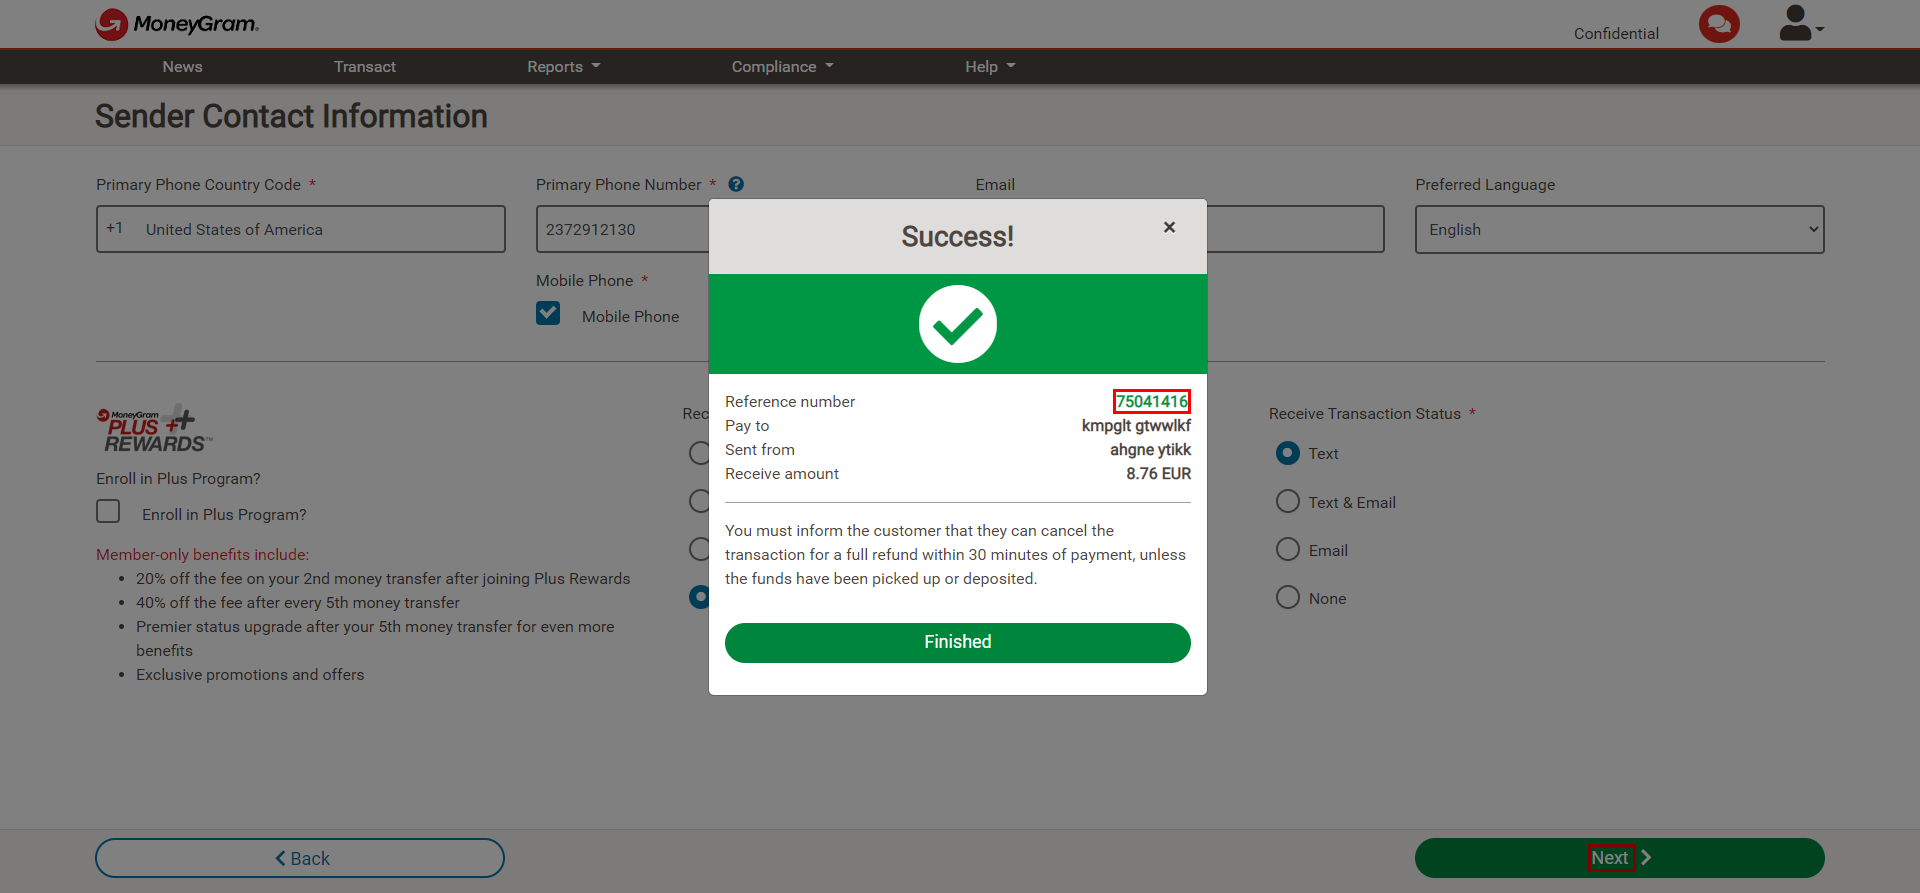 MoneyGram.
Confidential
News Transact Reports Compliance Help
Sender Contact Information
Primary Phone Country Code *
+1 United States of America
Primary Phone Number *
2372912130
Mobile Phone *
Mobile Phone
Email
Preferred Language
English
MoneyGram
PLUS ++
REWARDS™
Enroll in Plus Program?
Enroll in Plus Program?
Member-only benefits include:
• 20% off the fee on your 2nd money transfer after joining Plus Rewards
• 40% off the fee after every 5th money transfer
• Premier status upgrade after your 5th money transfer for even more
benefits
• Exclusive promotions and offers
Rec
Success! ×
Reference number 75041416
Pay to kmpglt gtwwlkf
Sent from ahgne ytikk
Receive amount 8.76 EUR
You must inform the customer that they can cancel the
transaction for a full refund within 30 minutes of payment, unless
the funds have been picked up or deposited.
Finished
Receive Transaction Status *
Text
Text & Email
Email
None
Back
Next